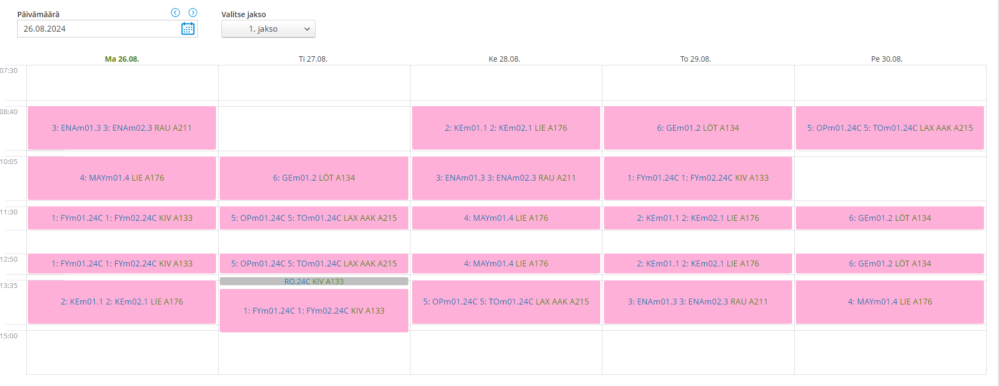 Päivämäärä
Valitse jakso
26.08.2024
1. jakso
Ma 26.08.
Ti 27.08.
Ke 28.08.
To 29.08.
Pe 30.08.
07:30
08:40
3: ENAm01.3 3: ENAm02.3 RAU A211
2: KEm01.1 2: KEm02.1 LIE A176
6: GEm01.2 LÖT A134
5: OPm01.24C 5: TOm01.24C LAX AAK A215
10:05
4: MAYm01.4 LIE A176
6: GEm01.2 LÖT A134
3: ENAm01.3 3: ENAm02.3 RAU A211
1: FYm01.24C 1: FYm02.24C KIV A133
11:30
1: FYm01.24C 1: FYm02.24C KIV A133
5: OPm01.24C 5: TOm01.24C LAX AAK A215
4: MAYm01.4 LIE A176
2: KEm01.1 2: KEm02.1 LIE A176
6: GEm01.2 LÖT A134
12:50
1: FYm01.24C 1: FYm02.24C KIV A133
5: OPm01.24C 5: TOm01.24C LAX AAK A215
4: MAYm01.4 LIE A176
2: KEm01.1 2: KEm02.1 LIE A176
6: GEm01.2 LÖT A134
13:35
RO.24C KIV A133
2: KEm01.1 2: KEm02.1 LIE A176
1: FYm01.24C 1: FYm02.24C KIV A133
5: OPm01.24C 5: TOm01.24C LAX AAK A215
3: ENAm01.3 3: ENAm02.3 RAU A211
4: MAYm01.4 LIE A176
15:00